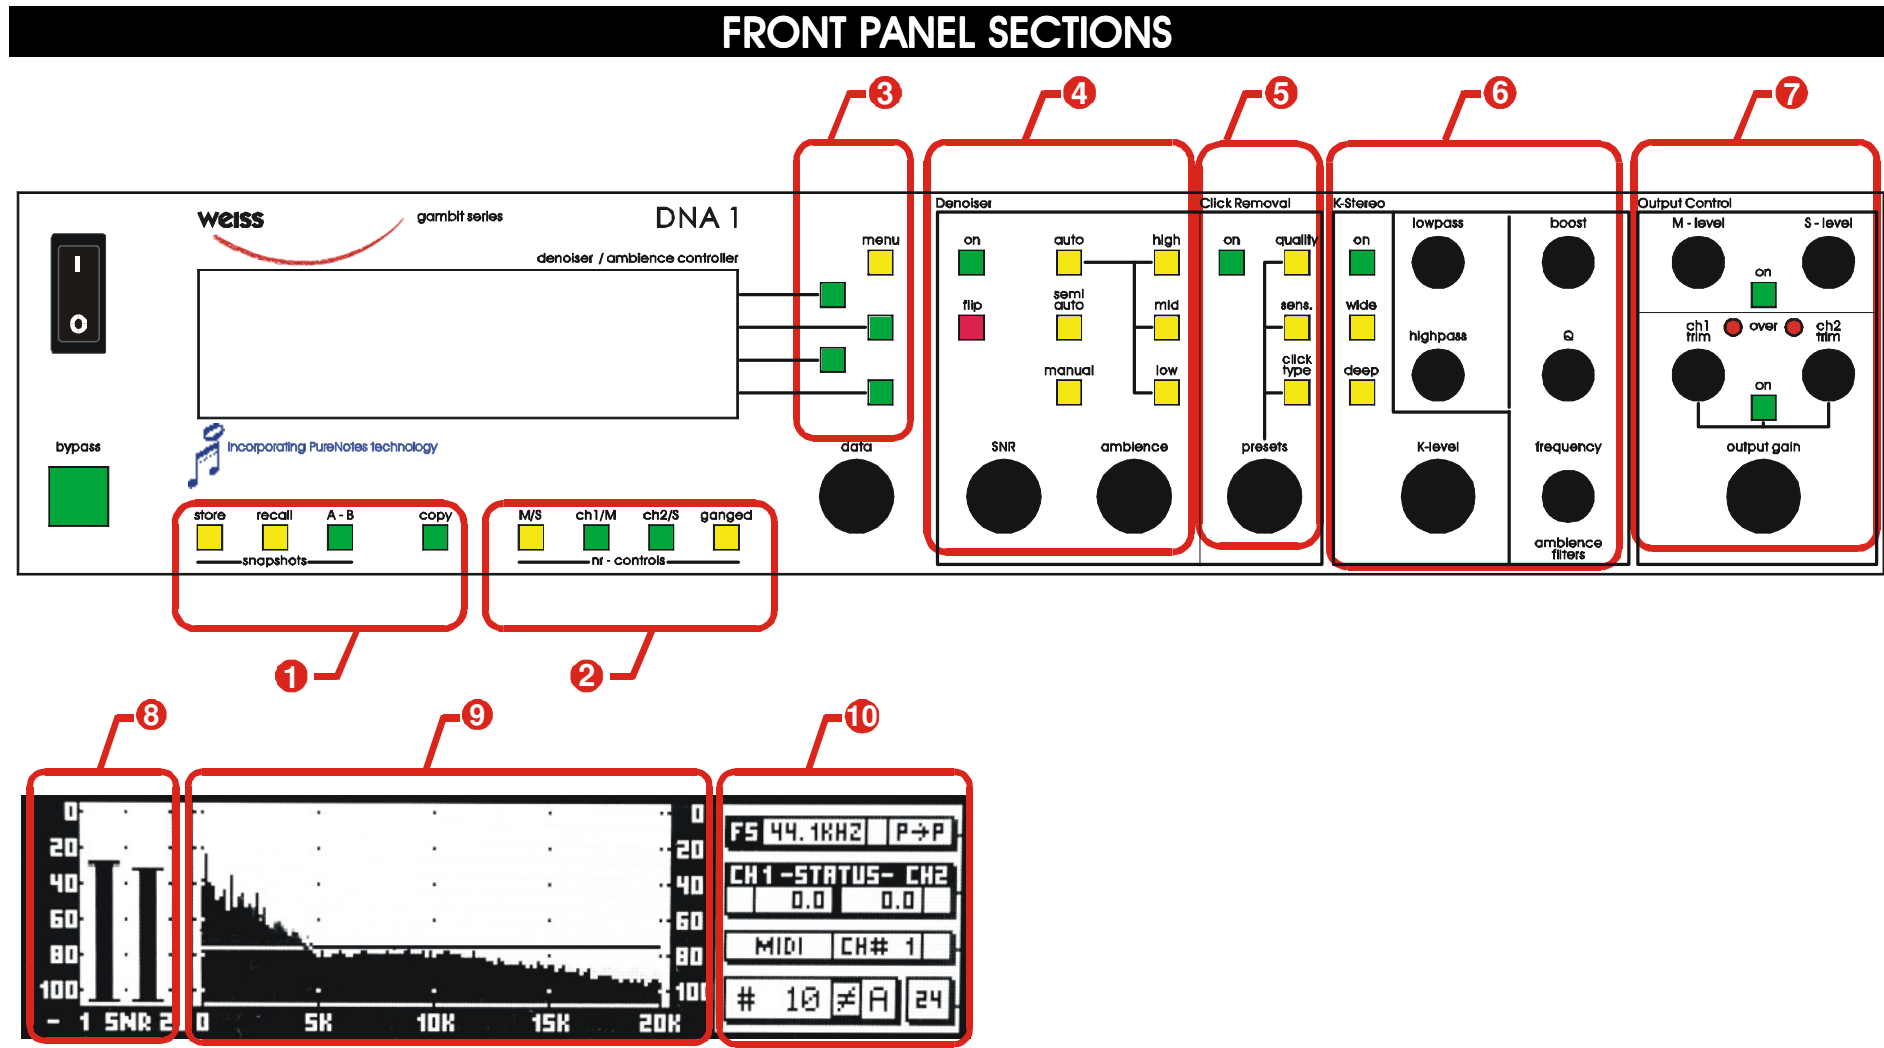 FRONT PANEL SECTIONS
3 4 5 6 7
weiss gambit series DNA 1
denoiser / ambience controller
I
O
bypass
Incorporating PureNotes technology
store recall A - B copy
snapshots
M/S ch1/M ch2/S ganged
nr - controls
menu
data
Denoiser
on auto high
flip semi auto mid
manual low
SNR ambience
Click Removal
on quality
sens.
click type
presets
K-Stereo
on lowpass boost
wide
highpass Q
deep
K-level frequency
ambience filters
Output Control
M - level S - level
on
ch1 trim over ch2 trim
on
output gain
1 2
8 9 10
0
20
40
60
80
100
- 1 SNR 2
0 5K 10K 15K 20K
0
20
40
60
80
100
FS 44.1KHZ P→P
CH1 -STATUS- CH2
0.0 0.0
MIDI CH# 1
# 10 ≠ A 24